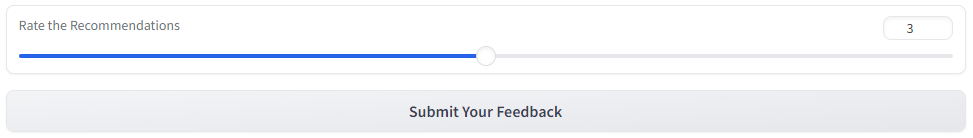 Rate the Recommendations
3
Submit Your Feedback